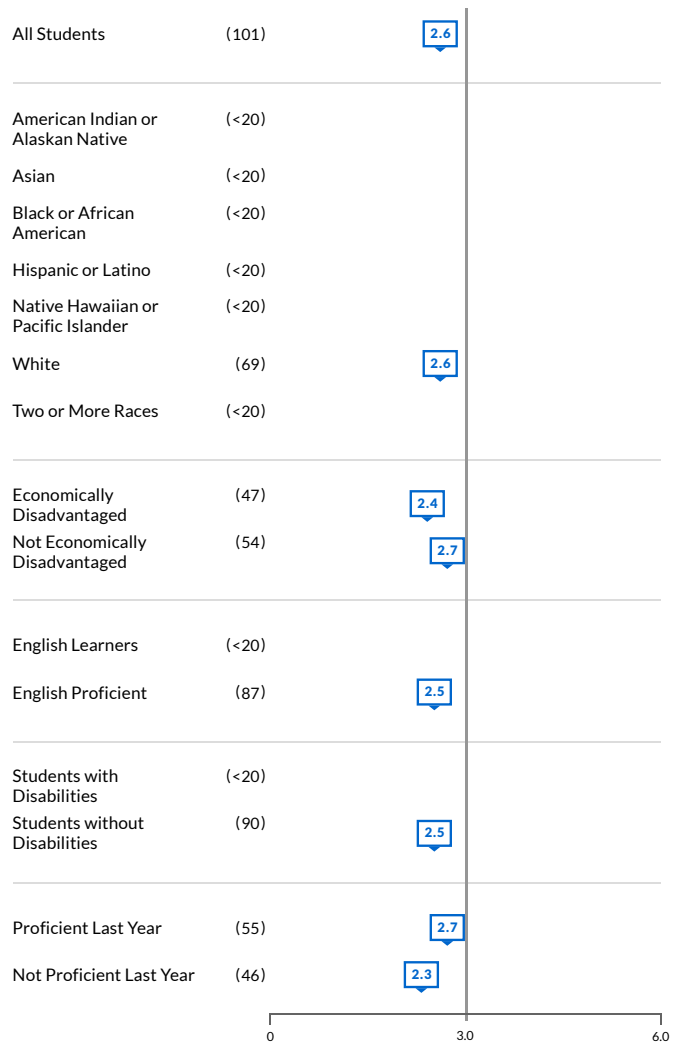 All Students (101) 2.6
American Indian or (<20)
Alaskan Native
Asian (<20)
Black or African (<20)
American
Hispanic or Latino (<20)
Native Hawaiian or (<20)
Pacific Islander
White (69) 2.6
Two or More Races (<20)
Economically (47) 2.4
Disadvantaged
Not Economically (54) 2.7
Disadvantaged
English Learners (<20)
English Proficient (87) 2.5
Students with (<20)
Disabilities
Students without (90) 2.5
Disabilities
Proficient Last Year (55) 2.7
Not Proficient Last Year (46) 2.3
0 3.0 6.0